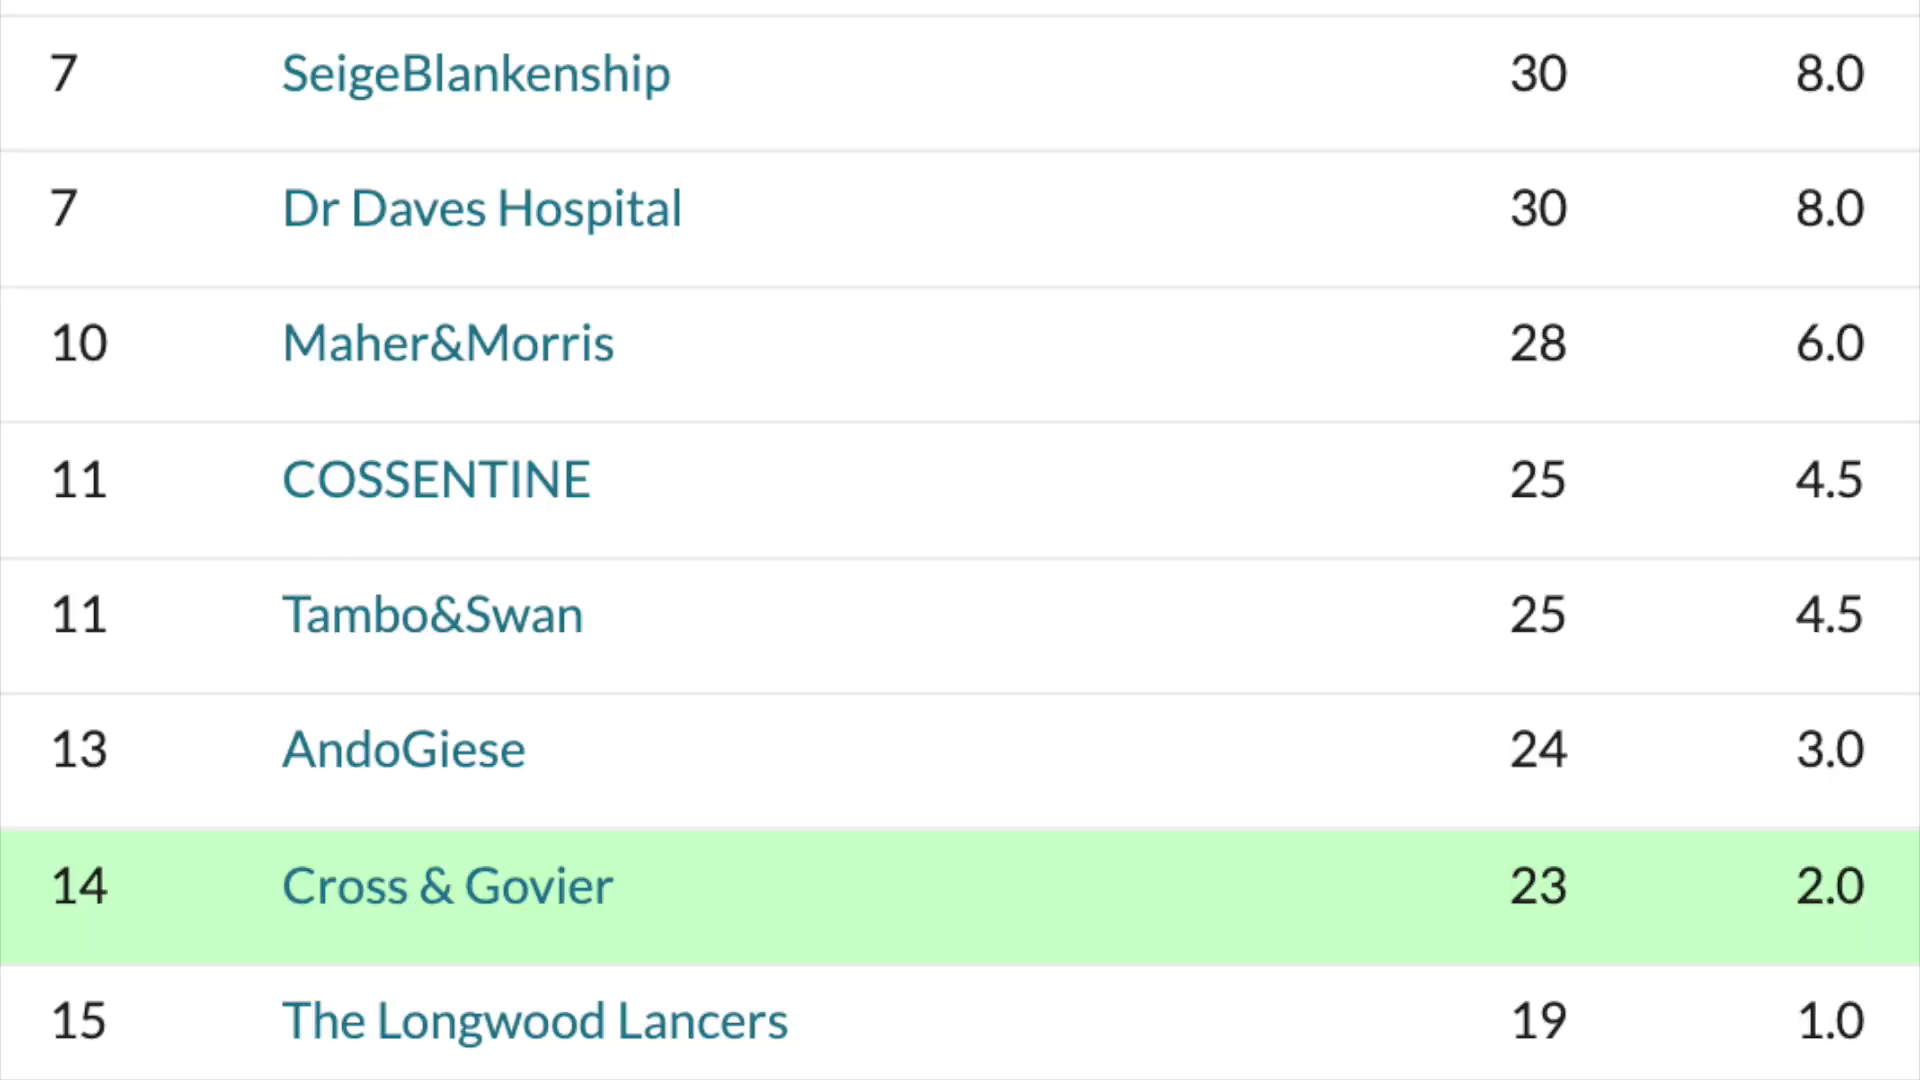 7 SeigeBlankenship 30 8.0
7 Dr Daves Hospital 30 8.0
10 Maher&Morris 28 6.0
11 COSSENTINE 25 4.5
11 Tambo&Swan 25 4.5
13 AndoGiese 24 3.0
14 Cross & Govier 23 2.0
15 The Longwood Lancers 19 1.0